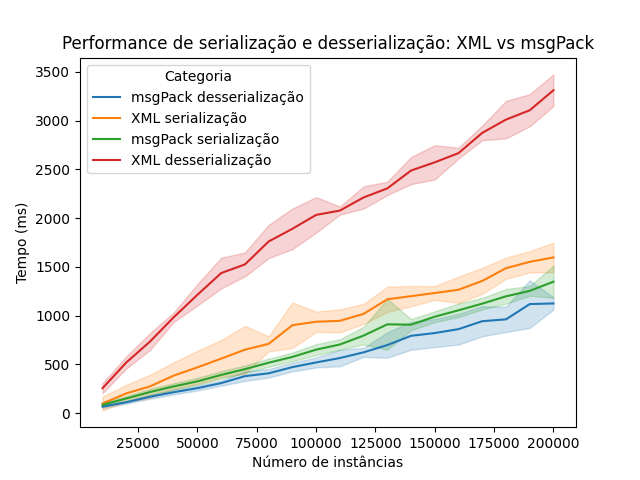 Performance de serialização e desserialização: XML vs msgPack
Categoria
msgPack desserialização
XML serialização
msgPack serialização
XML desserialização
Tempo (ms)
3500
3000
2500
2000
1500
1000
500
0
25000 50000 75000 100000 125000 150000 175000 200000
Número de instâncias